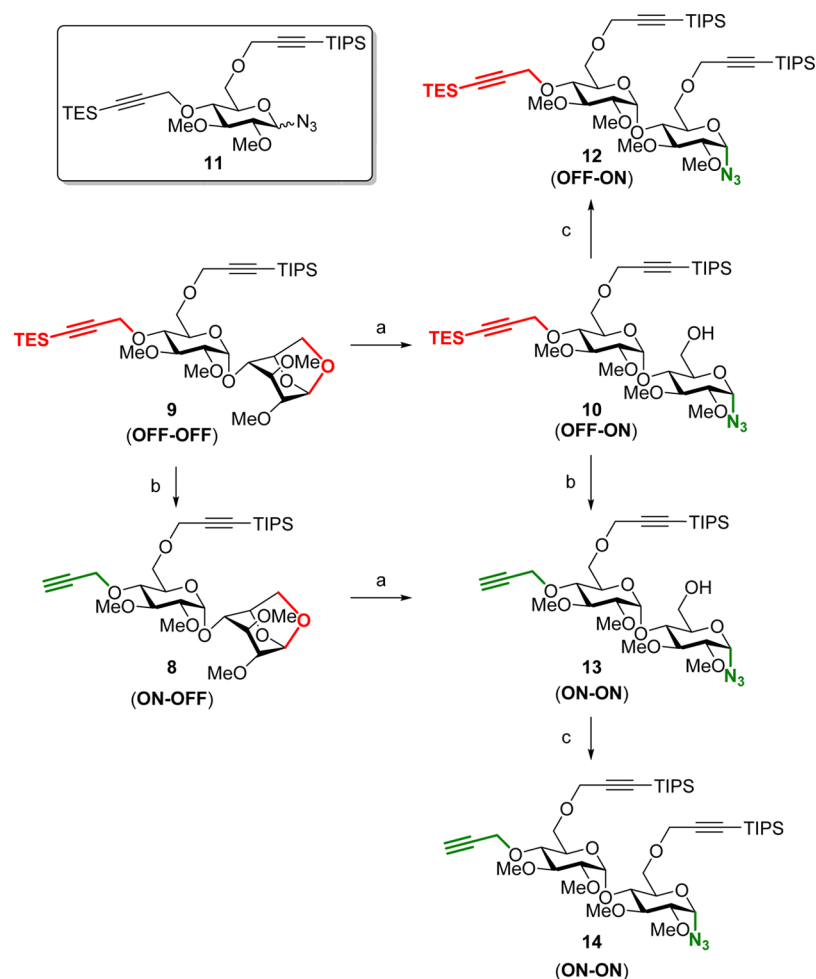 TIPS
O
TES
O
O
MeO
MeO
N3
11
TIPS
O
TIPS
O
TES
O
O
MeO
MeO
O
O
MeO
MeO
N3
12
(OFF-ON)
c
TIPS
O
TES
O
O
MeO
MeO
O
OMe
O
O
MeO
9
(OFF-OFF)
a
TIPS
O
OH
TES
O
O
MeO
MeO
O
O
MeO
MeO
N3
10
(OFF-ON)
b
b
TIPS
O
O
O
MeO
MeO
O
OMe
O
O
MeO
8
(ON-OFF)
a
TIPS
O
OH
O
O
MeO
MeO
O
O
MeO
MeO
N3
13
(ON-ON)
c
TIPS
O
TIPS
O
O
O
MeO
MeO
O
O
MeO
MeO
N3
14
(ON-ON)